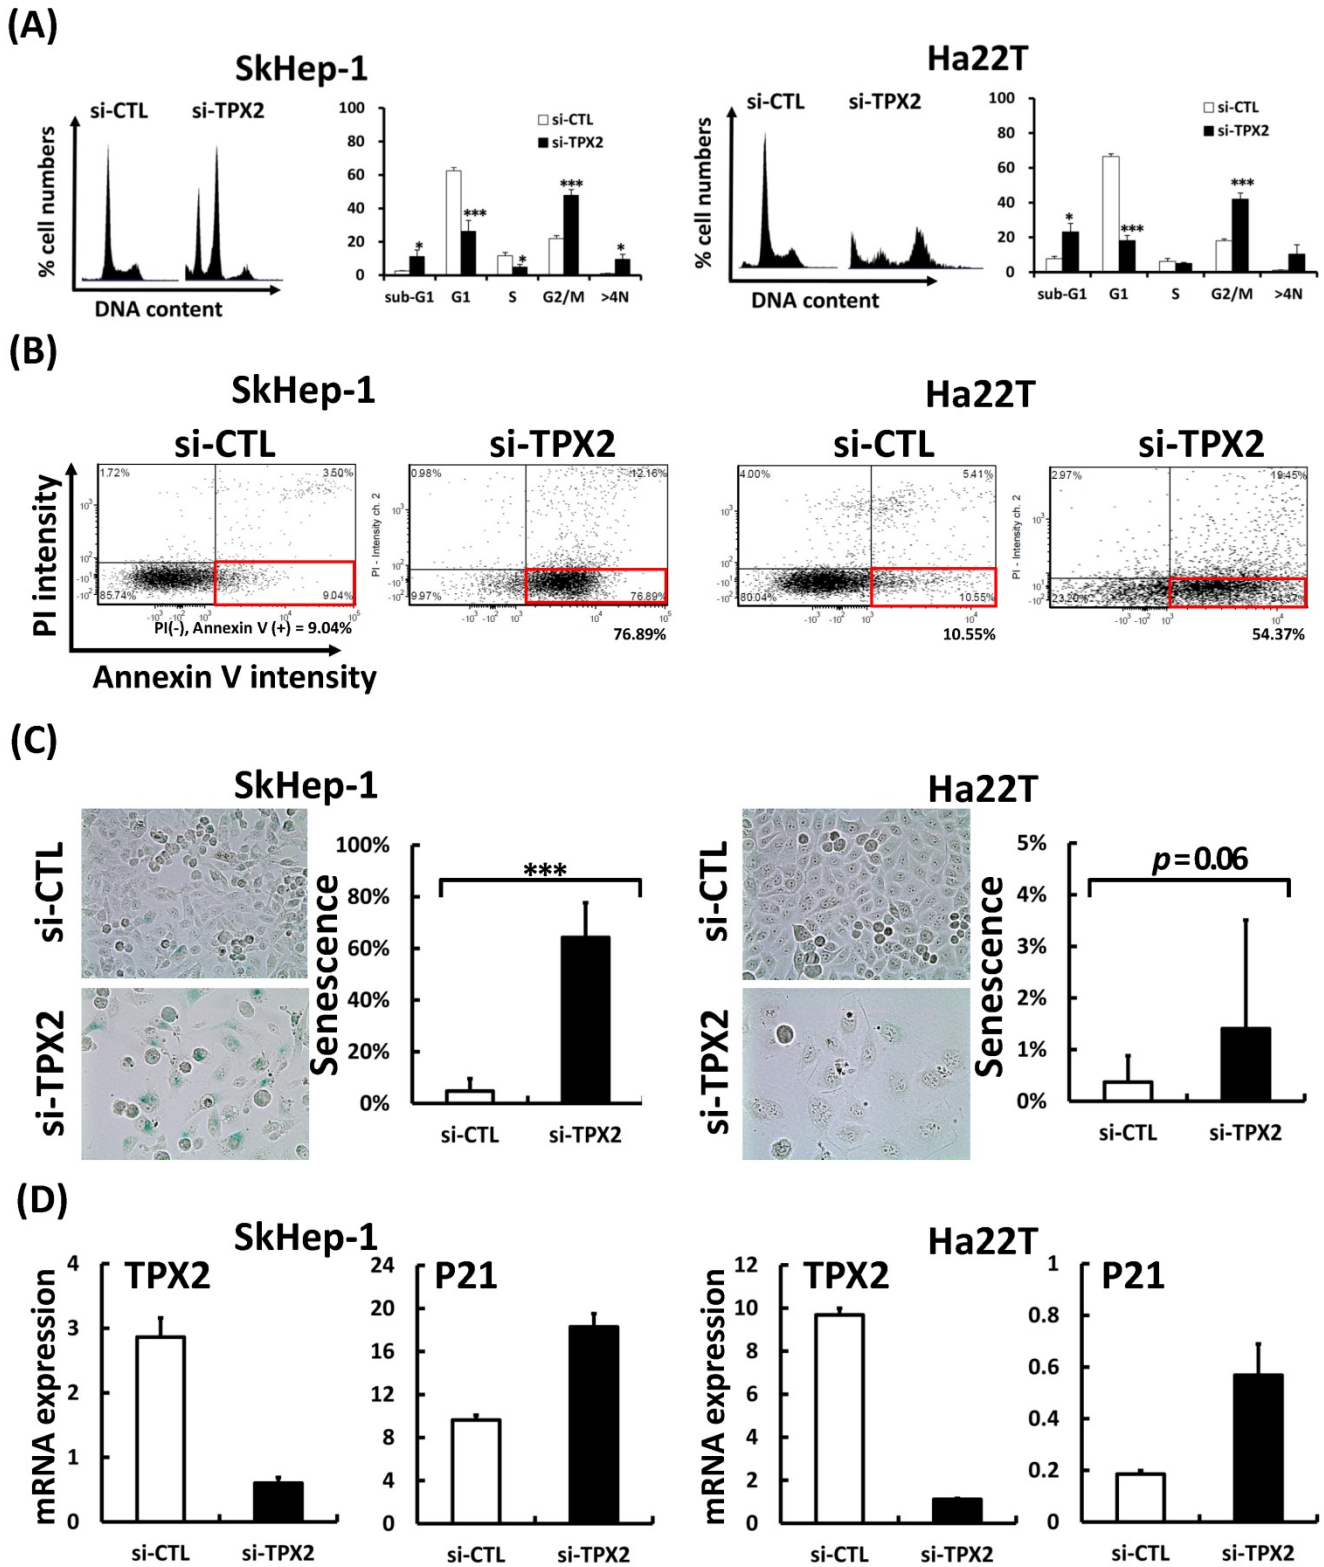 (A)
SkHep-1
Ha22T
si-CTL
si-TPX2
% cell numbers
DNA content
100
80
60
40
20
0
si-CTL
si-TPX2
*
***
*
***
*
sub-G1 G1 S G2/M >4N
si-CTL
si-TPX2
% cell numbers
DNA content
100
80
60
40
20
0
si-CTL
si-TPX2
*
***
***
sub-G1 G1 S G2/M >4N
(B)
SkHep-1
Ha22T
si-CTL
si-TPX2
si-CTL
si-TPX2
PI intensity
1.72% 3.50%
85.74% 9.04%
PI(-), Annexin V (+) = 9.04%
Annexin V intensity
PI - Intensity ch. 2
0.98% 12.16%
9.97% 76.89%
76.89%
4.00% 5.41%
80.04% 10.55%
10.55%
PI - Intensity ch. 2
2.97% 19.45%
54.37%
(C)
SkHep-1
Ha22T
si-CTL
si-TPX2
Senescence
100%
80%
60%
40%
20%
0%
***
si-CTL si-TPX2
si-CTL
si-TPX2
Senescence
5%
4%
3%
2%
1%
0%
p = 0.06
si-CTL si-TPX2
(D)
SkHep-1
Ha22T
mRNA expression
TPX2
4
3
2
1
0
si-CTL si-TPX2
P21
24
20
16
12
8
4
0
si-CTL si-TPX2
mRNA expression
TPX2
12
10
8
6
4
2
0
si-CTL si-TPX2
P21
1
0.8
0.6
0.4
0.2
0
si-CTL si-TPX2